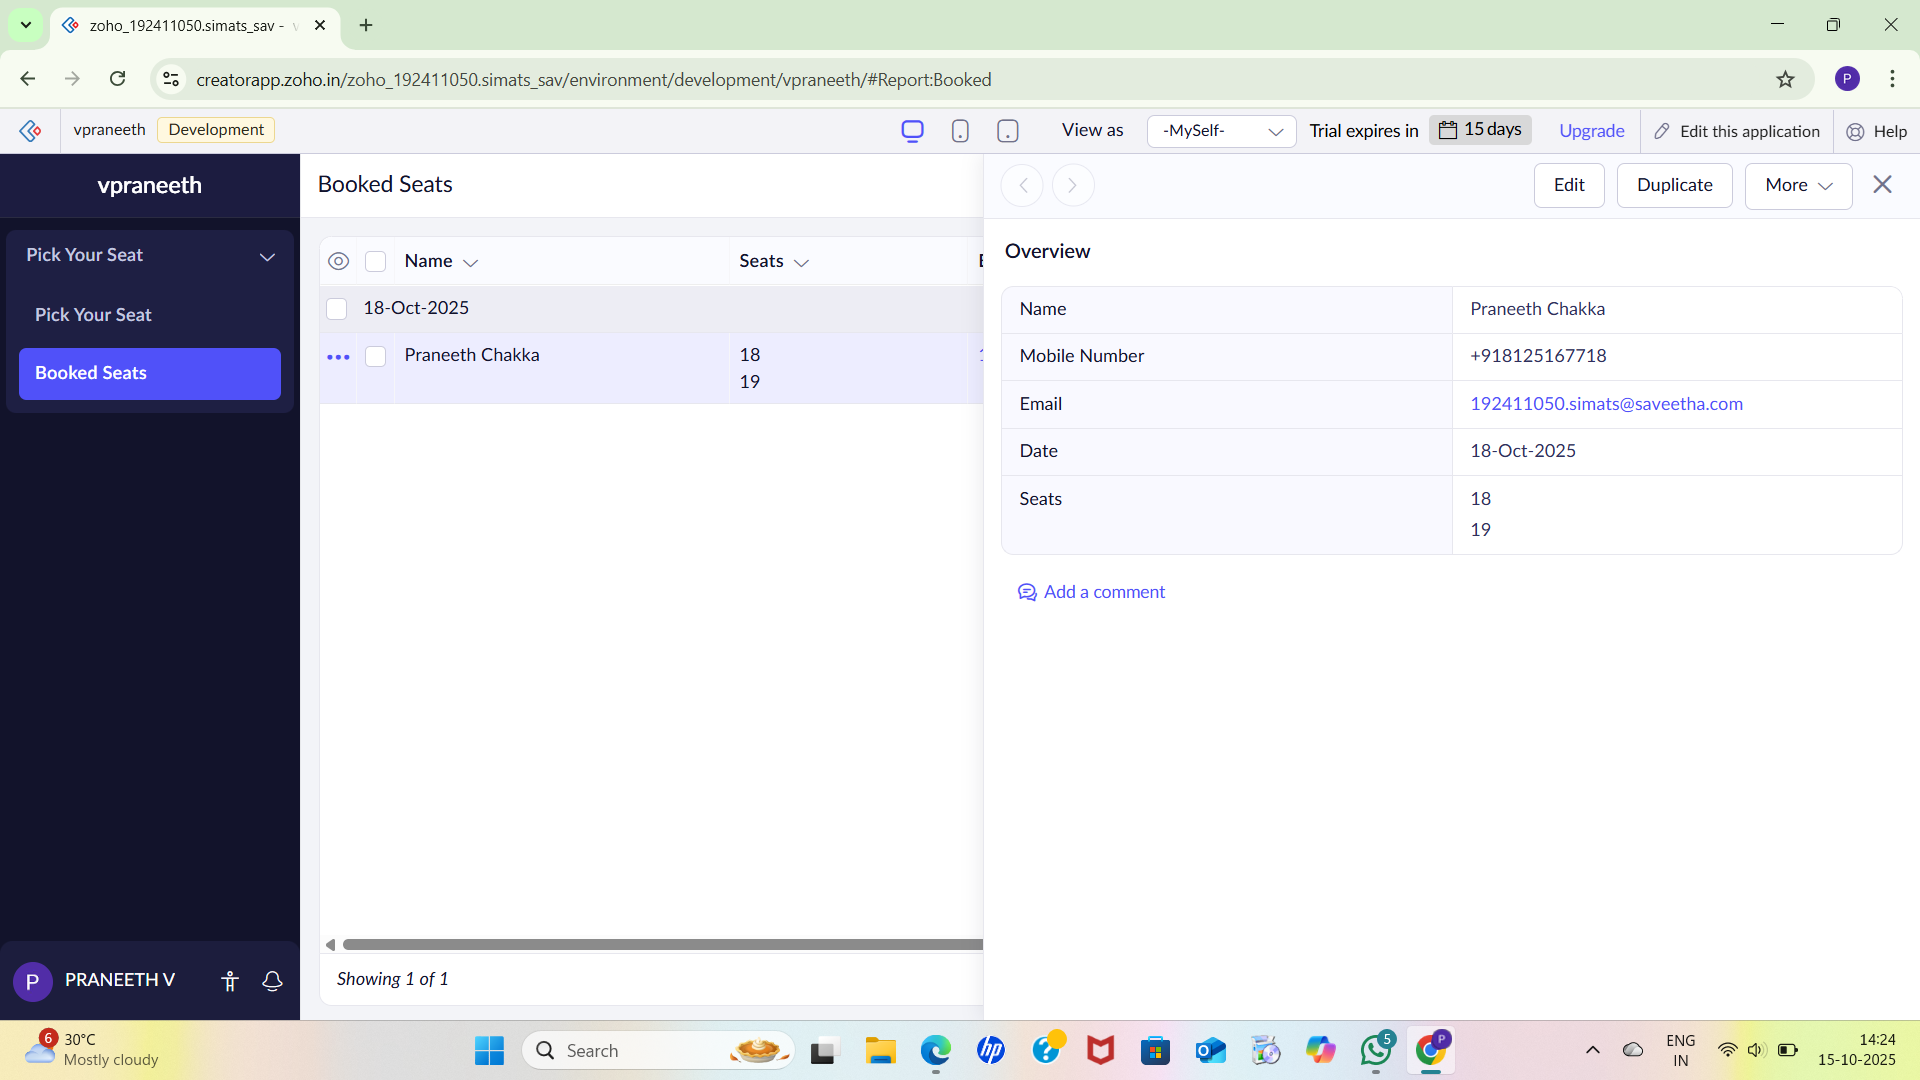 zoho_192411050.simats_sav -
creatorapp.zoho.in/zoho_192411050.simats_sav/environment/development/vpraneeth/#Report:Booked
P
vpraneeth
Development
View as
-MySelf-
Trial expires in
15 days
Upgrade
Edit this application
Help
vpraneeth
Pick Your Seat
Pick Your Seat
Booked Seats
PRANEETH V
P
Booked Seats
Name
Seats
18-Oct-2025
Praneeth Chakka
18
19
Showing 1 of 1
Edit
Duplicate
More
Overview
Name
Praneeth Chakka
Mobile Number
+918125167718
Email
192411050.simats@saveetha.com
Date
18-Oct-2025
Seats
18
19
Add a comment
6
30°C
Mostly cloudy
Search
hp
5
P
ENG
IN
14:24
15-10-2025